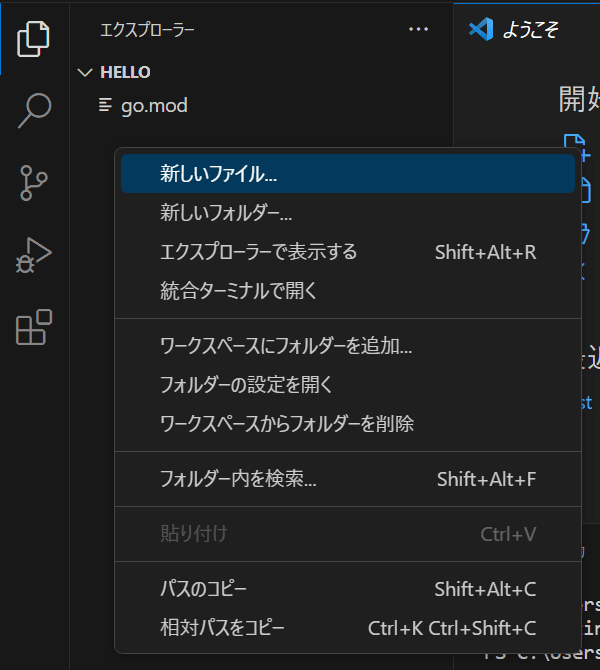 エクスプローラー
ようこそ
HELLO
go.mod
新しいファイル...
新しいフォルダー...
エクスプローラーで表示する Shift+Alt+R
統合ターミナルで開く
ワークスペースにフォルダーを追加...
フォルダーの設定を開く
ワークスペースからフォルダーを削除
フォルダー内を検索... Shift+Alt+F
貼り付け Ctrl+V
パスのコピー Shift+Alt+C
相対パスをコピー Ctrl+K Ctrl+Shift+C